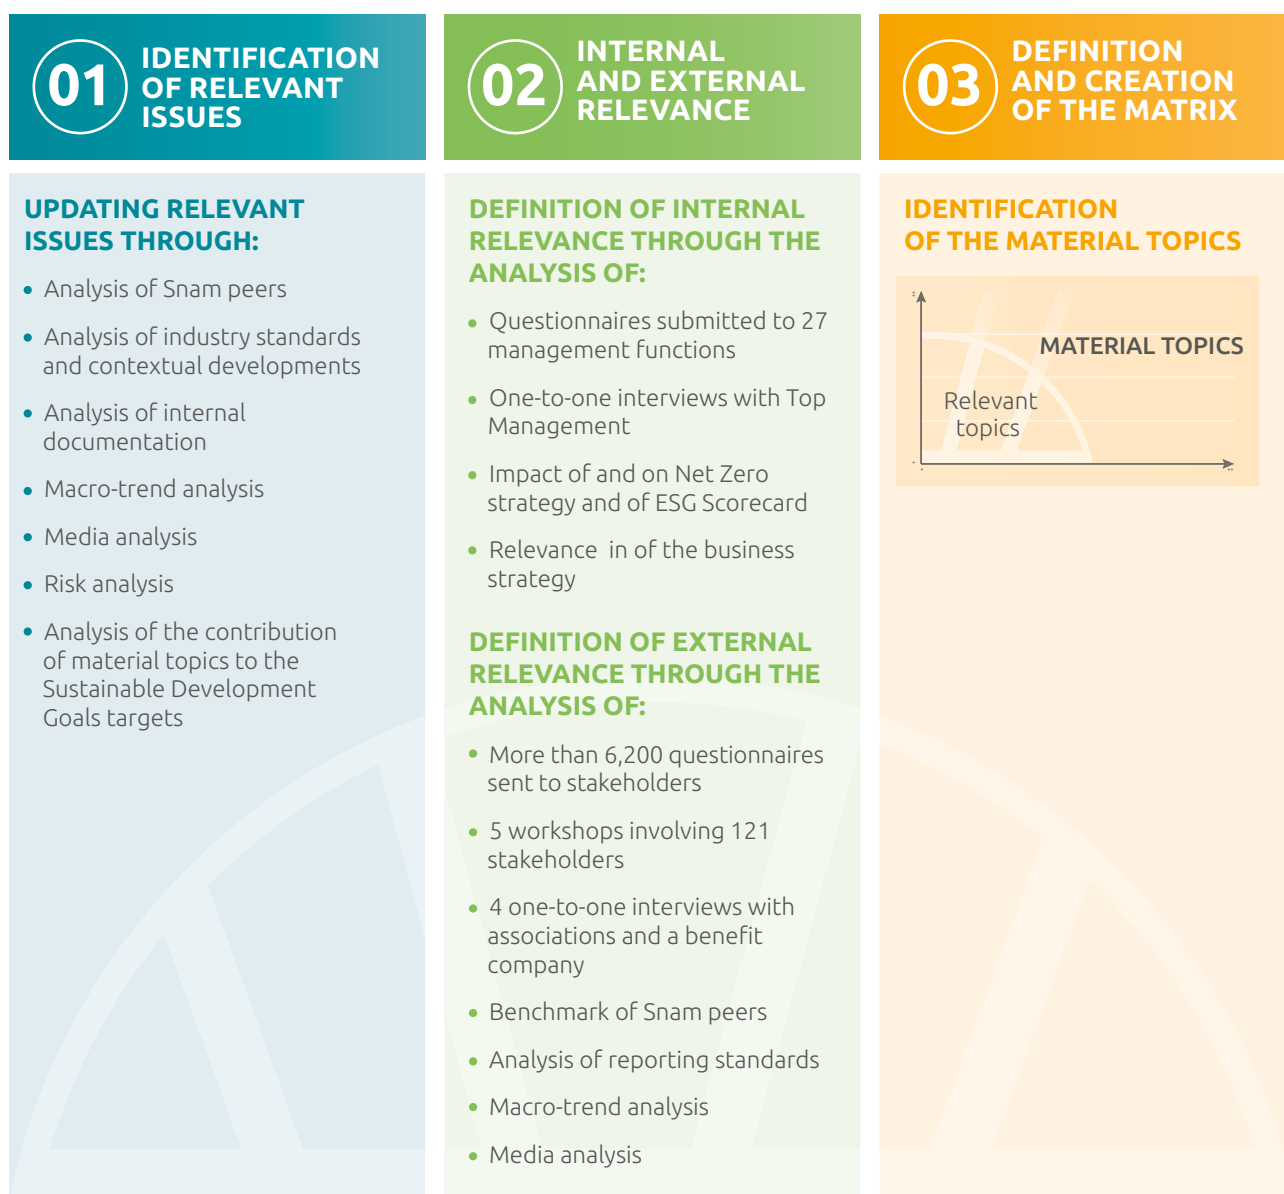 01
IDENTIFICATION
OF RELEVANT
ISSUES
UPDATING RELEVANT
ISSUES THROUGH:
• Analysis of Snam peers
• Analysis of industry standards
and contextual developments
• Analysis of internal
documentation
• Macro-trend analysis
• Media analysis
• Risk analysis
• Analysis of the contribution
of material topics to the
Sustainable Development
Goals targets
02
INTERNAL
AND EXTERNAL
RELEVANCE
DEFINITION OF INTERNAL
RELEVANCE THROUGH THE
ANALYSIS OF:
• Questionnaires submitted to 27
management functions
• One-to-one interviews with Top
Management
• Impact of and on Net Zero
strategy and of ESG Scorecard
• Relevance in of the business
strategy
DEFINITION OF EXTERNAL
RELEVANCE THROUGH THE
ANALYSIS OF:
• More than 6,200 questionnaires
sent to stakeholders
• 5 workshops involving 121
stakeholders
• 4 one-to-one interviews with
associations and a benefit
company
• Benchmark of Snam peers
• Analysis of reporting standards
• Macro-trend analysis
• Media analysis
03
DEFINITION
AND CREATION
OF THE MATRIX
IDENTIFICATION
OF THE MATERIAL TOPICS
MATERIAL TOPICS
Relevant
topics